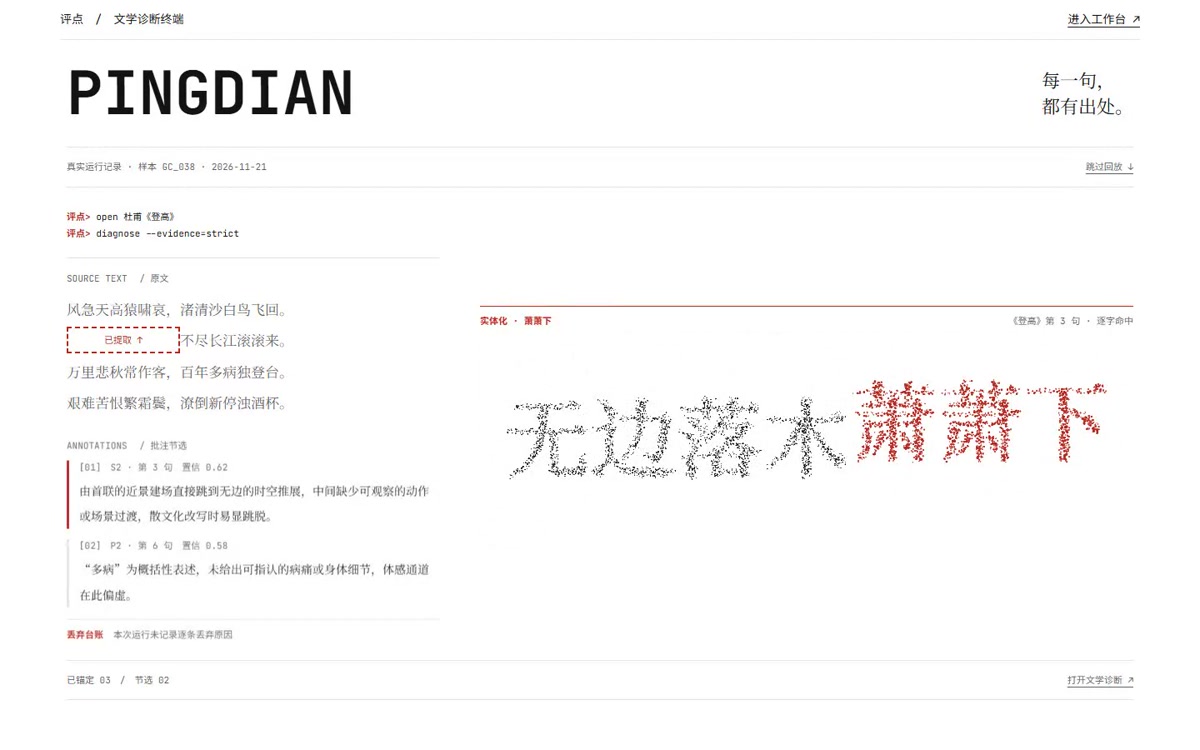 评点 / 文学诊断终端
进入工作台 ↗
PINGDIAN
每一句，
都有出处。
真实运行记录 · 样本 GC_038 · 2026-11-21
跳过回放 ↓
评点> open 杜甫《登高》
评点> diagnose --evidence=strict
SOURCE TEXT / 原文
风急天高猿啸哀，渚清沙白鸟飞回。
已提取 ↑ 不尽长江滚滚来。
万里悲秋常作客，百年多病独登台。
艰难苦恨繁霜鬓，潦倒新停浊酒杯。
ANNOTATIONS / 批注节选
[01] S2 · 第 3 句 置信 0.62
由首联的近景建场直接跳到无边的时空推展，中间缺少可观察的动作
或场景过渡，散文化改写时易显跳脱。
[02] P2 · 第 6 句 置信 0.58
“多病”为概括性表述，未给出可指认的病痛或身体细节，体感通道
在此偏虚。
丢弃台账 本次运行未记录逐条丢弃原因
实体化 · 萧萧下
《登高》第 3 句 · 逐字命中
无边落木萧萧下
已锚定 03 / 节选 02
打开文学诊断 ↗